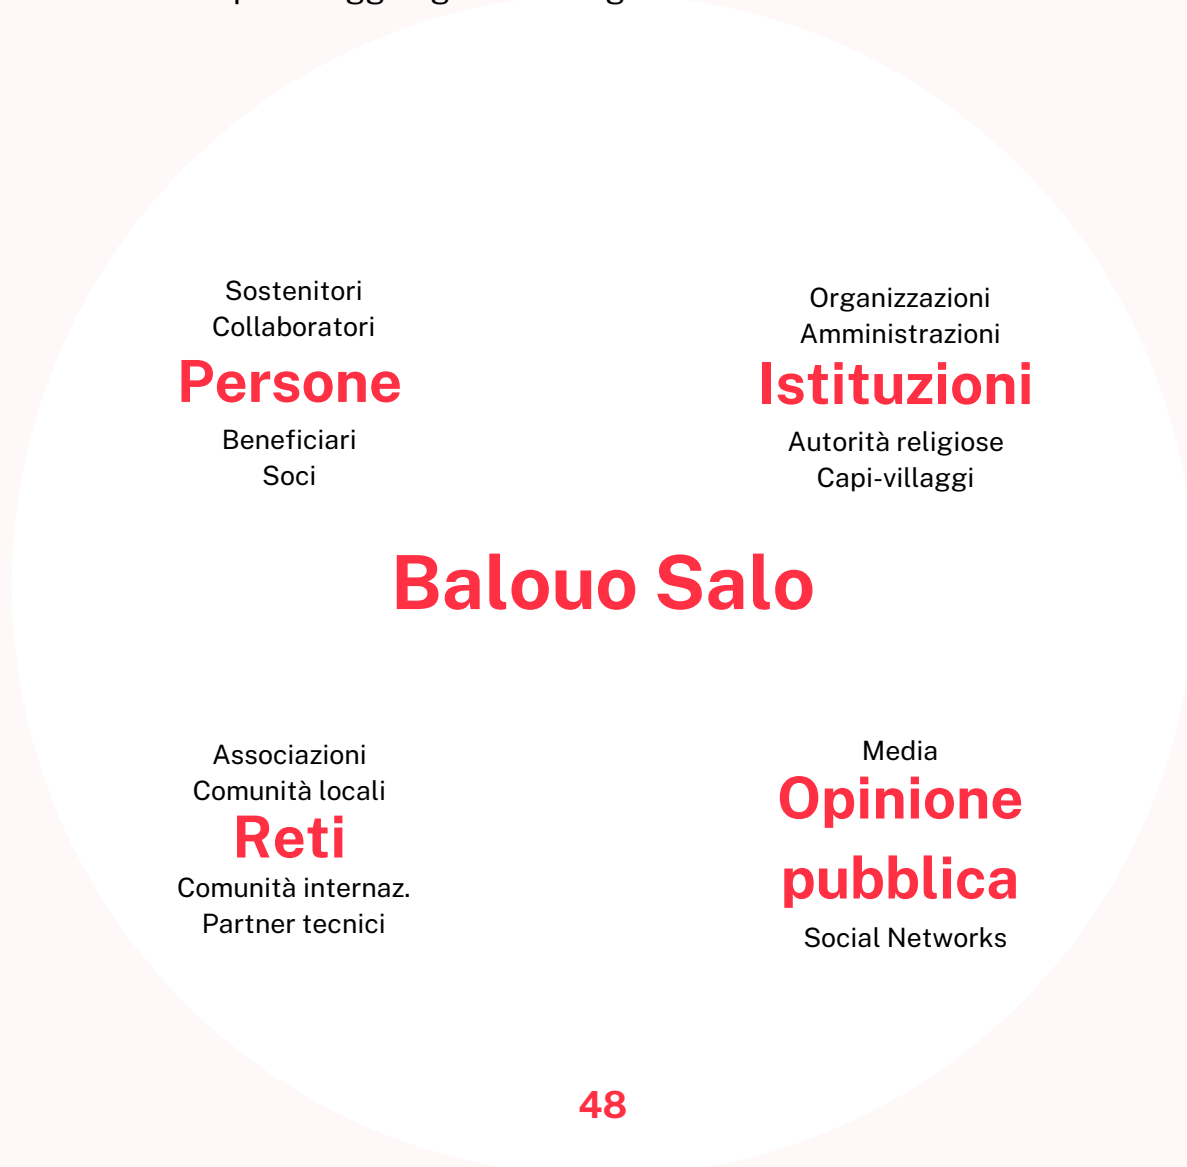 Sostenitori
Collaboratori
Persone
Beneficiari
Soci
Organizzazioni
Amministrazioni
Istituzioni
Autorità religiose
Capi-villaggi
Balouo Salo
Associazioni
Comunità locali
Reti
Comunità internaz.
Partner tecnici
Media
Opinione
pubblica
Social Networks
48